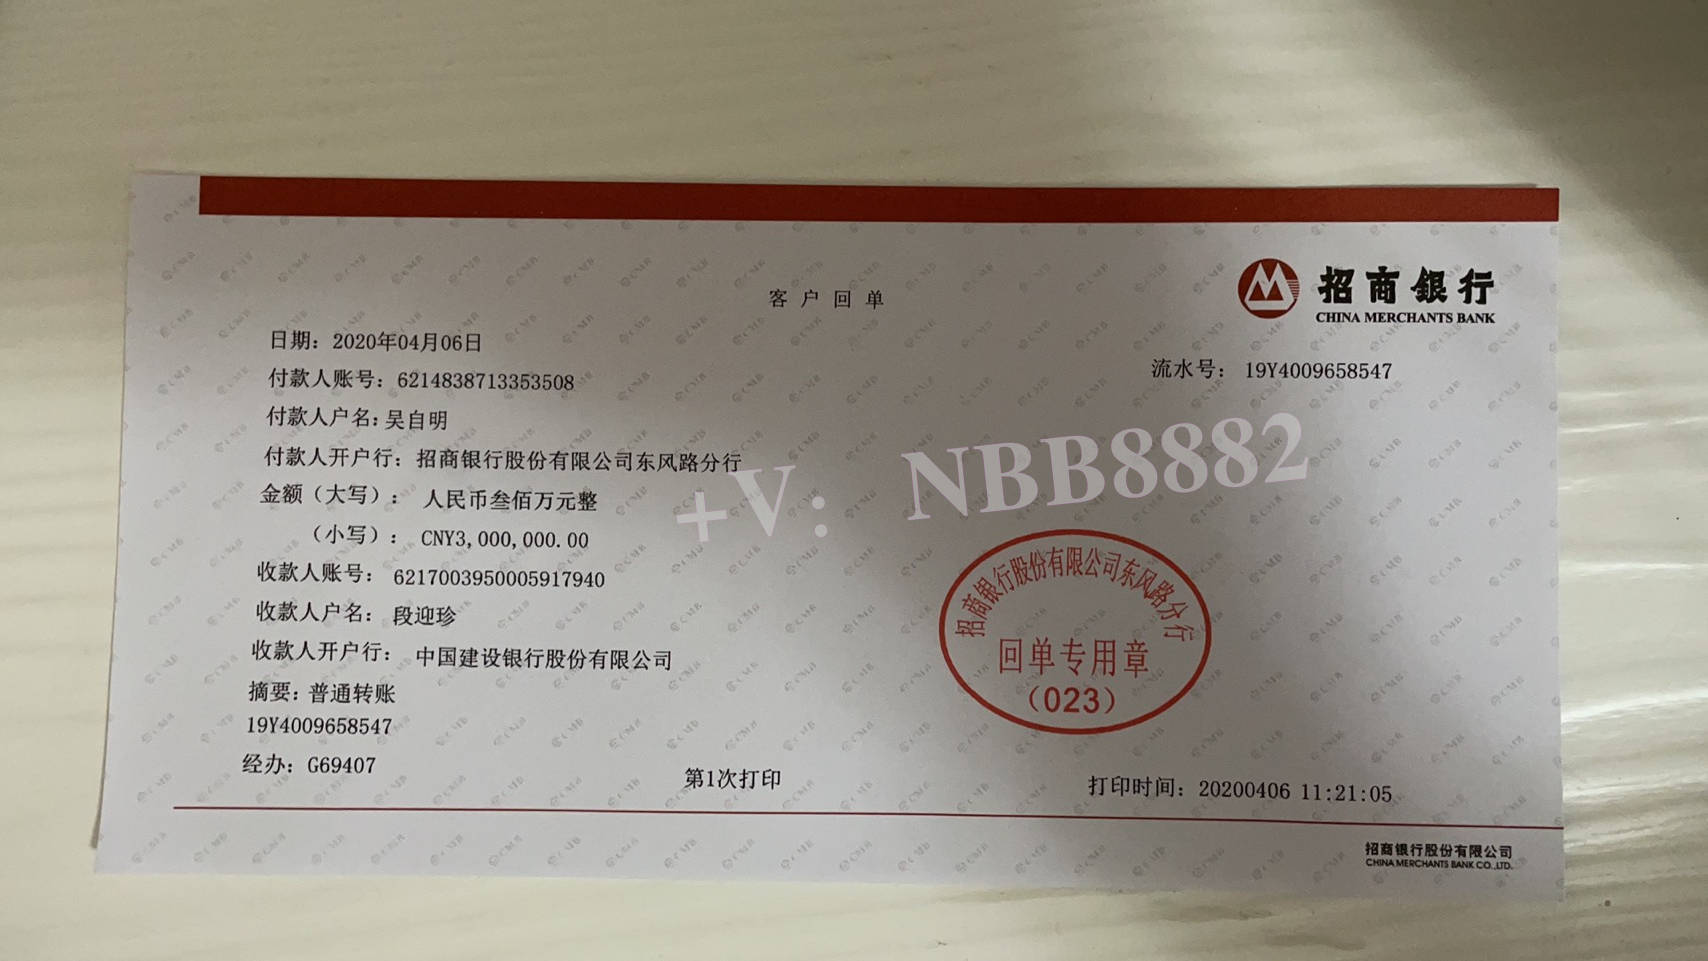 招商银行
CHINA MERCHANTS BANK
客户回单
日期：2020年04月06日
流水号：19Y4009658547
付款人账号：6214838713353508
付款人户名：吴自明
付款人开户行：招商银行股份有限公司东风路分行
金额（大写）：人民币叁佰万元整
（小写）：CNY3,000,000.00
收款人账号：6217003950005917940
收款人户名：段迎珍
收款人开户行：中国建设银行股份有限公司
摘要：普通转账
19Y4009658547
经办：G69407
第1次打印
打印时间：20200406 11:21:05
招商银行股份有限公司东风路分行
回单专用章
（023）
+V：NBB8882
招商银行股份有限公司
CHINA MERCHANTS BANK CO.,LTD.